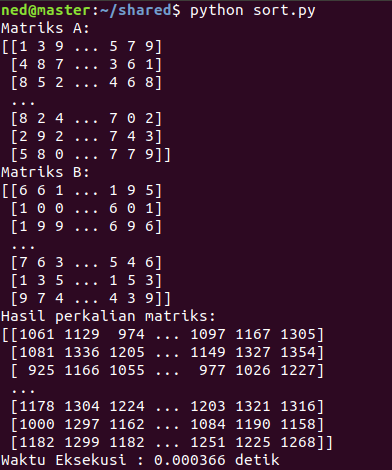 ned@master:~/shared$ python sort.py
Matriks A:
[[1 3 9 ... 5 7 9]
 [4 8 7 ... 3 6 1]
 [8 5 2 ... 4 6 8]
 ...
 [8 2 4 ... 7 0 2]
 [2 9 2 ... 7 4 3]
 [5 8 0 ... 7 7 9]]
Matriks B:
[[6 6 1 ... 1 9 5]
 [1 0 0 ... 6 0 1]
 [1 9 9 ... 6 9 6]
 ...
 [7 6 3 ... 5 4 6]
 [1 3 5 ... 1 5 3]
 [9 7 4 ... 4 3 9]]
Hasil perkalian matriks:
[[1061 1129  974 ... 1097 1167 1305]
 [1081 1336 1205 ... 1149 1327 1354]
 [ 925 1166 1055 ...  977 1026 1227]
 ...
 [1178 1304 1224 ... 1203 1321 1316]
 [1000 1297 1162 ... 1084 1190 1158]
 [1182 1299 1182 ... 1251 1225 1268]]
Waktu Eksekusi : 0.000366 detik